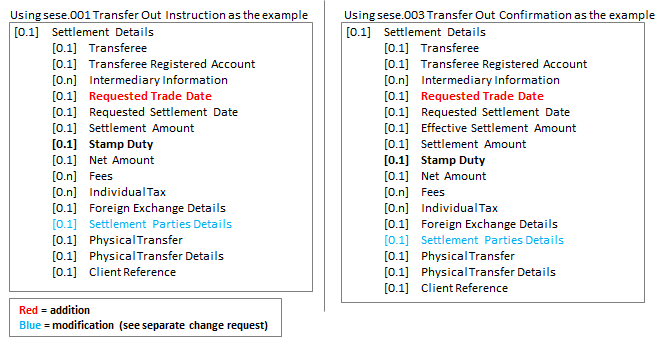 Using sese.001 Transfer Out Instruction as the example
[0.1] Settlement Details
[0.1] Transferee
[0.1] Transferee Registered Account
[0.n] Intermediary Information
[0.1] Requested Trade Date
[0.1] Requested Settlement Date
[0.1] Settlement Amount
[0.1] Stamp Duty
[0.1] Net Amount
[0.n] Fees
[0.n] Individual Tax
[0.1] Foreign Exchange Details
[0.1] Settlement Parties Details
[0.1] Physical Transfer
[0.1] Physical Transfer Details
[0.1] Client Reference
Red = addition
Blue = modification (see separate change request)
Using sese.003 Transfer Out Confirmation as the example
[0.1] Settlement Details
[0.1] Transferee
[0.1] Transferee Registered Account
[0.n] Intermediary Information
[0.1] Requested Trade Date
[0.1] Requested Settlement Date
[0.1] Effective Settlement Amount
[0.1] Settlement Amount
[0.1] Stamp Duty
[0.1] Net Amount
[0.n] Fees
[0.n] Individual Tax
[0.1] Foreign Exchange Details
[0.1] Settlement Parties Details
[0.1] Physical Transfer
[0.1] Physical Transfer Details
[0.1] Client Reference